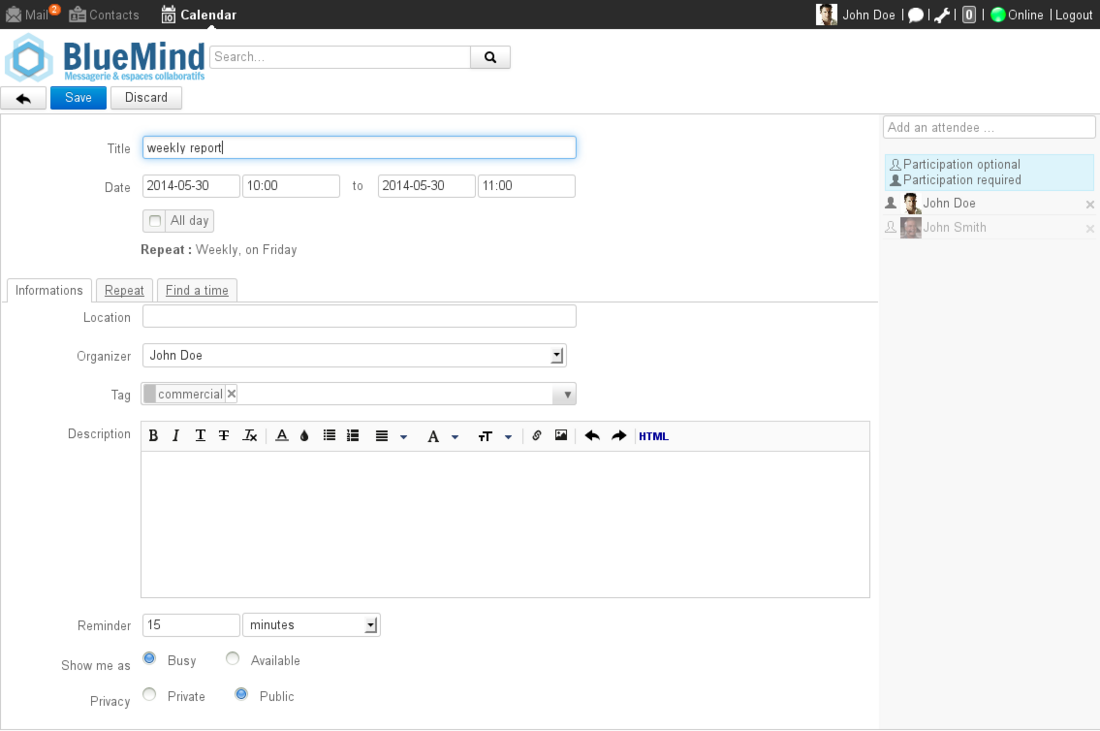 Mail 2 Contacts 10 Calendar John Doe | | | 0 | Online | Logout
BlueMind Search...
Messagerie & espaces collaboratifs
Save Discard
Add an attendee ...
Title weekly report
Participation optional
Participation required
Date 2014-05-30 10:00 to 2014-05-30 11:00
John Doe
All day
John Smith
Repeat : Weekly, on Friday
Informations Repeat Find a time
Location
Organizer John Doe
Tag commercial
Description B I T T Tx A A TT HTML
Reminder 15 minutes
Show me as Busy Available
Privacy Private Public